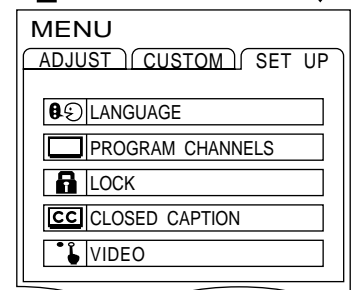 MENU
ADJUST CUSTOM SET UP
LANGUAGE
PROGRAM CHANNELS
LOCK
CC CLOSED CAPTION
VIDEO